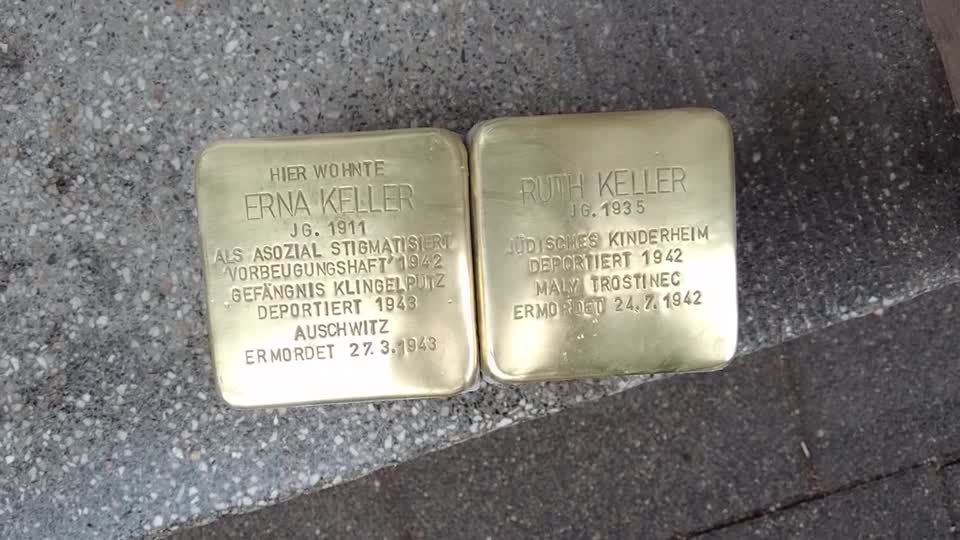 HIER WOHNTE
ERNA KELLER
JG. 1911
ALS ASOZIAL STIGMATISIERT
'VORBEUGUNGSHAFT' 1942
GEFÄNGNIS KLINGELPÜTZ
DEPORTIERT 1943
AUSCHWITZ
ERMORDET 27.3.1943
RUTH KELLER
JG. 1935
JÜDISCHES KINDERHEIM
DEPORTIERT 1942
MALY TROSTINEC
ERMORDET 24.7.1942